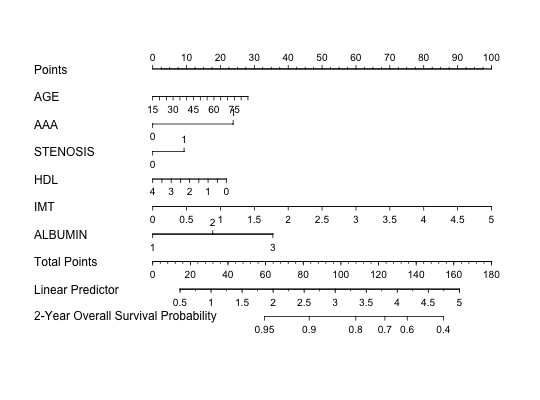 0 10 20 30 40 50 60 70 80 90 100
Points
AGE
15 30 45 60 75
1
AAA
0
1
STENOSIS
0
HDL
4 3 2 1 0
IMT
0 0.5 1 1.5 2 2.5 3 3.5 4 4.5 5
2
ALBUMIN
1 3
Total Points
0 20 40 60 80 100 120 140 160 180
Linear Predictor
0.5 1 1.5 2 2.5 3 3.5 4 4.5 5
2-Year Overall Survival Probability
0.95 0.9 0.8 0.7 0.6 0.4